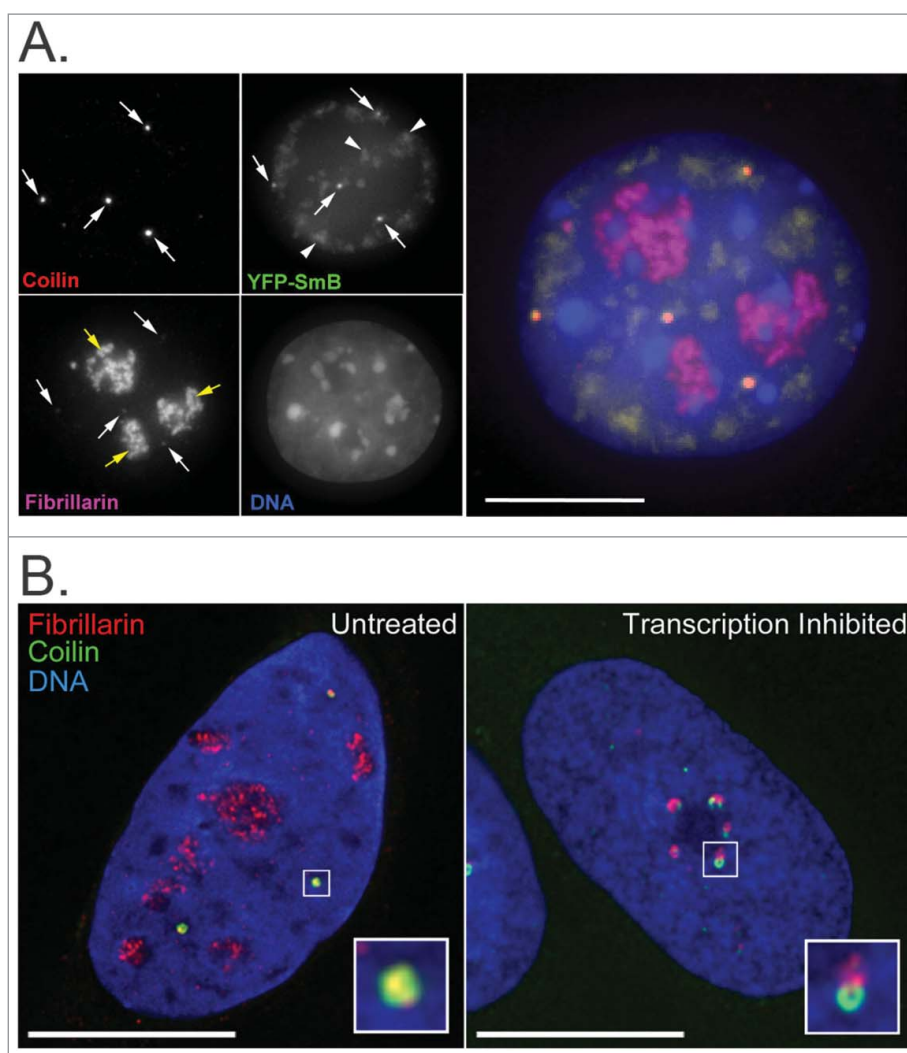 A.
Coilin
YFP-SmB
Fibrillarin
DNA
B.
Fibrillarin
Coilin
DNA
Untreated
Transcription Inhibited